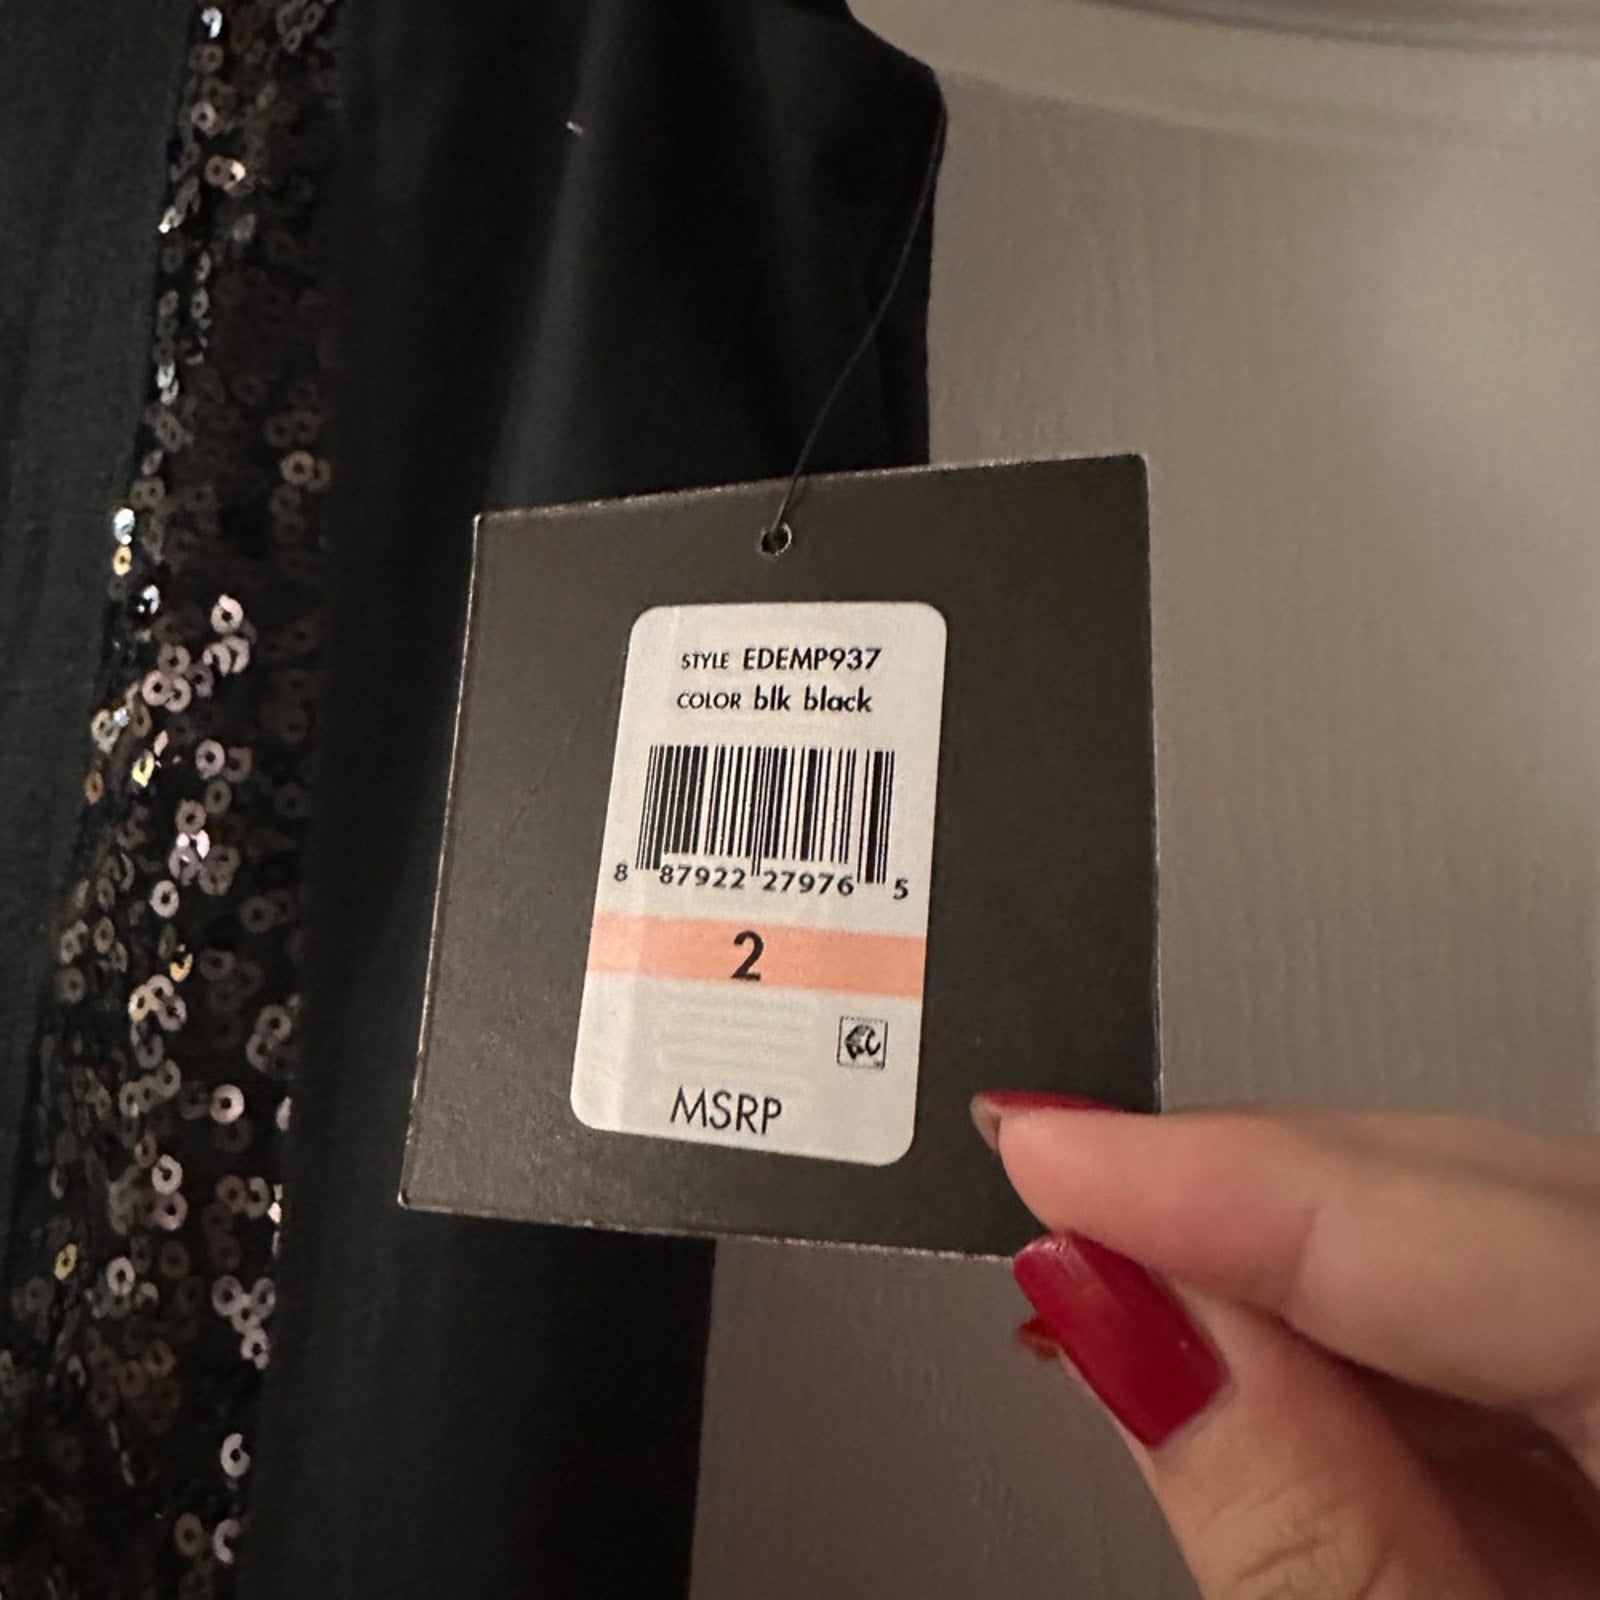 STYLE EDEMP937
COLOR blk black
8 87922 27976 5
2
MSRP